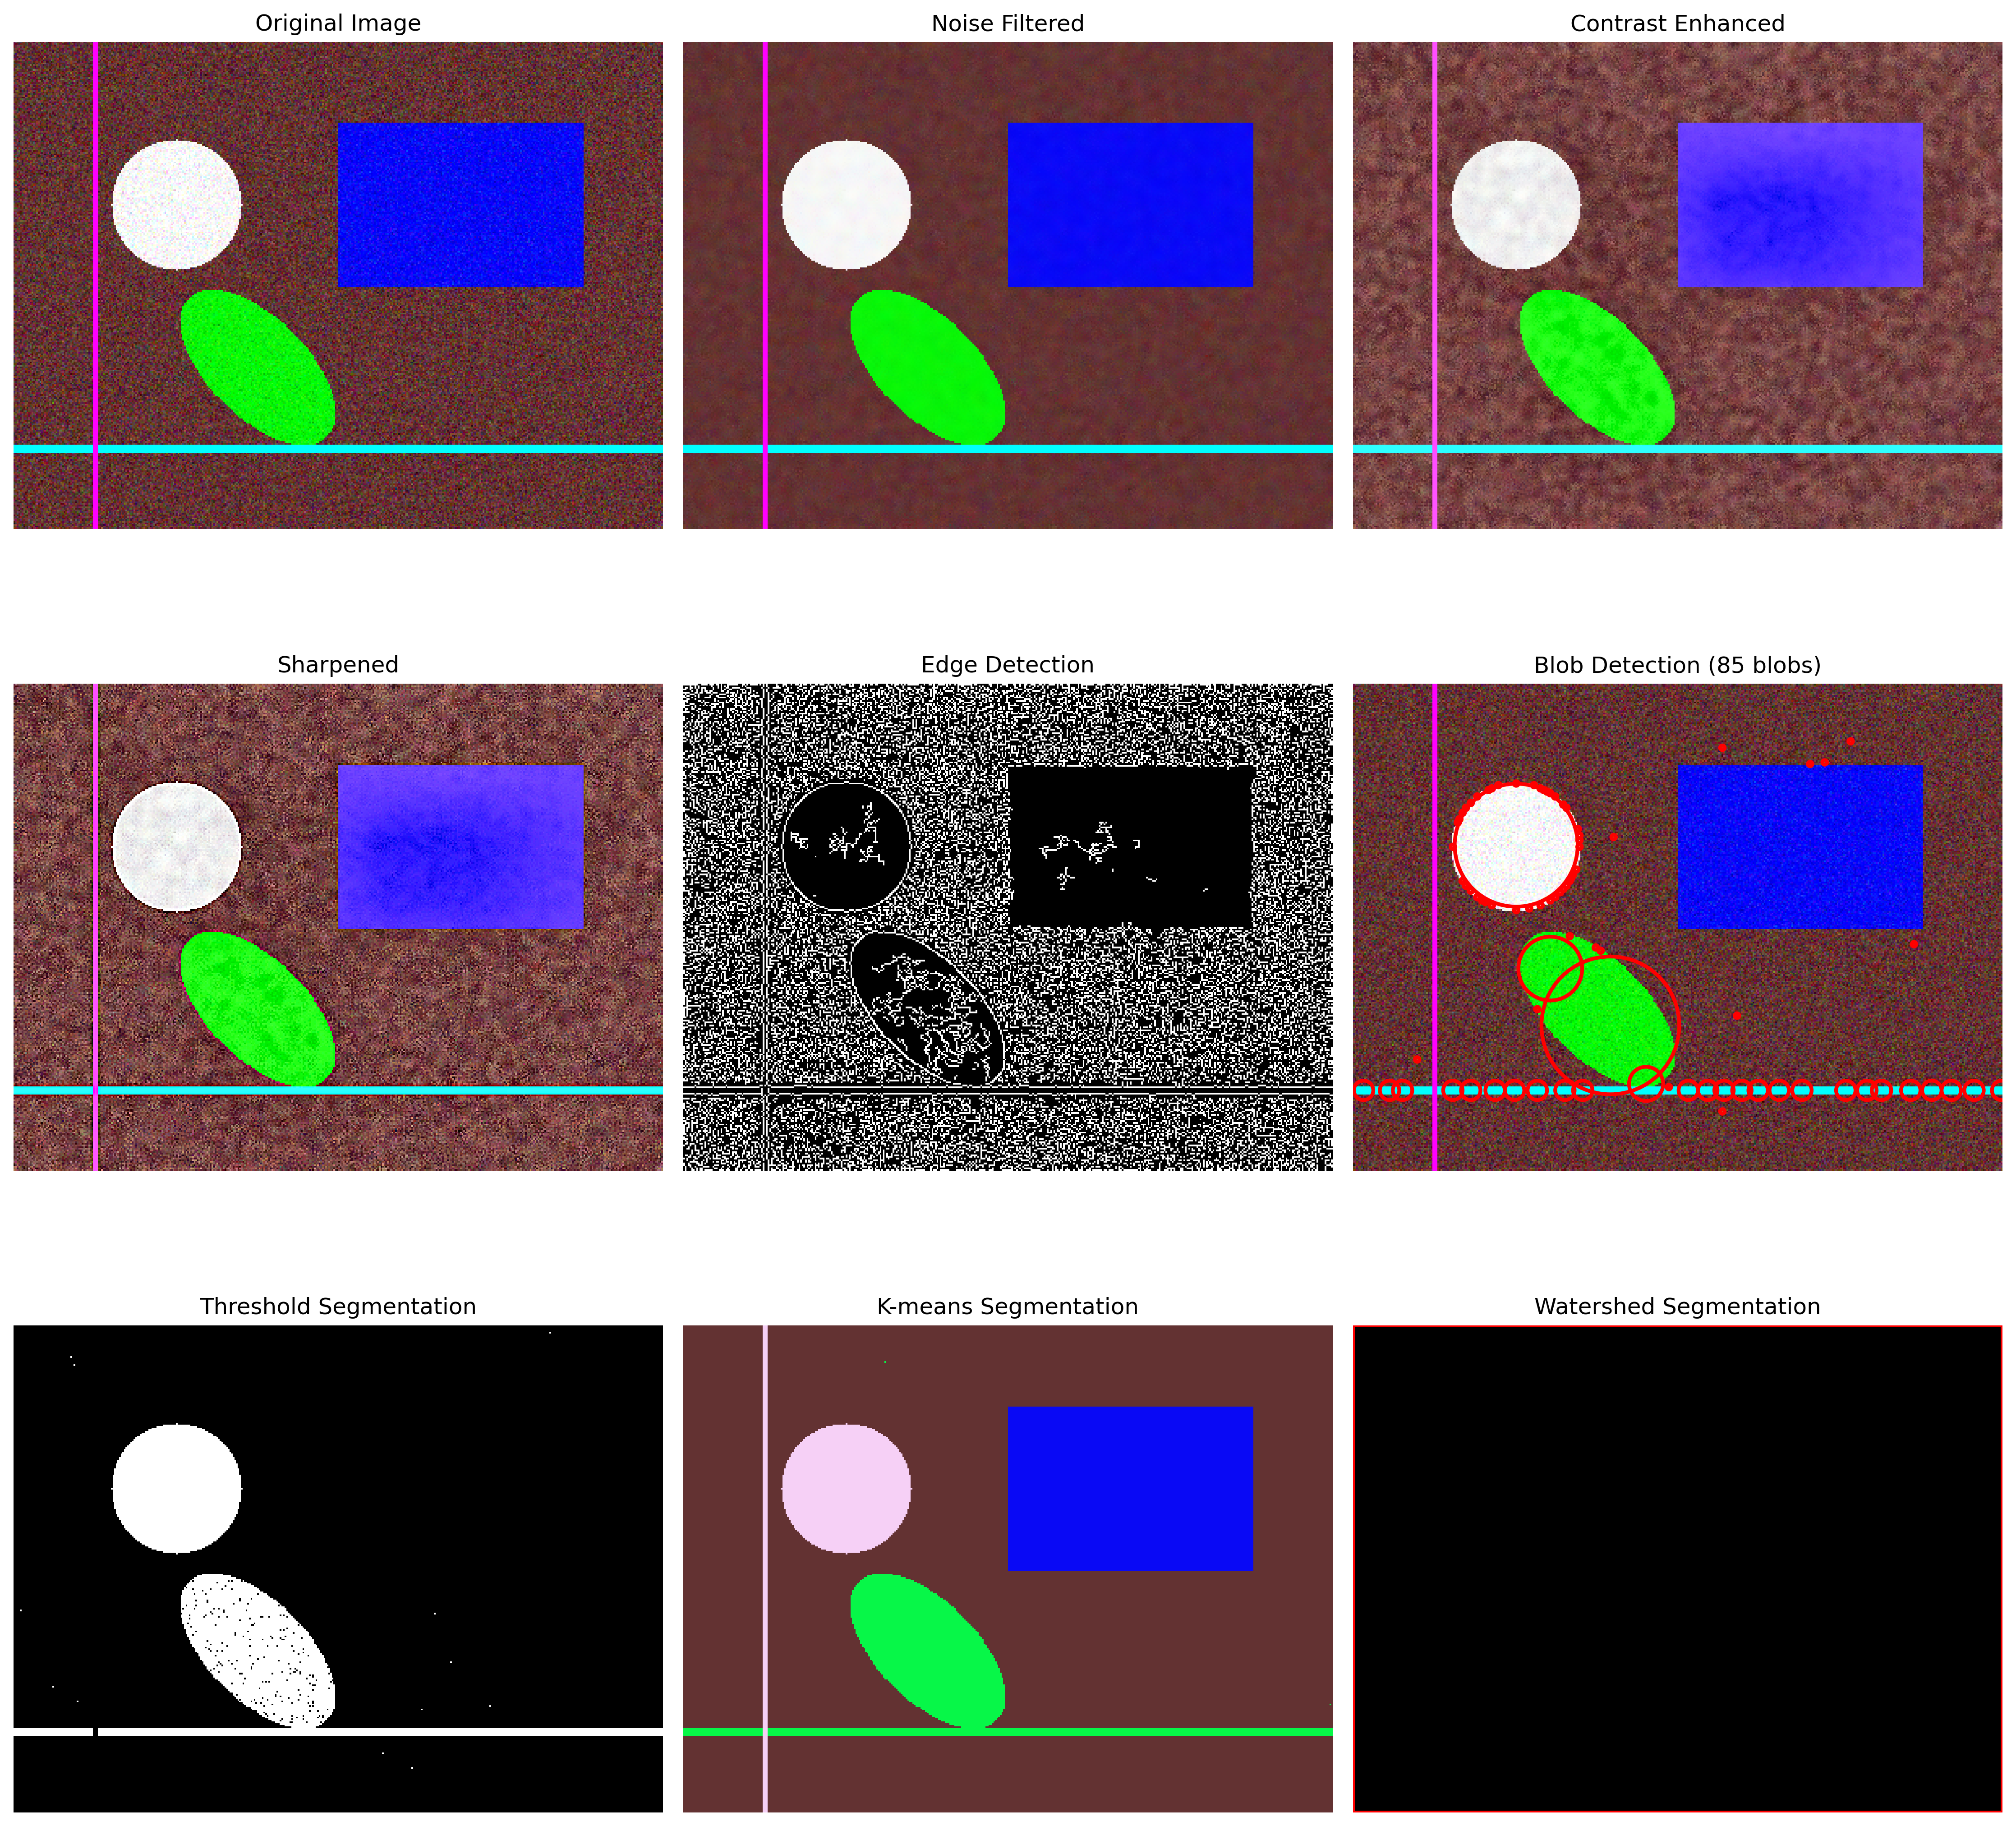 Original Image
Noise Filtered
Contrast Enhanced
Sharpened
Edge Detection
Blob Detection (85 blobs)
Threshold Segmentation
K-means Segmentation
Watershed Segmentation